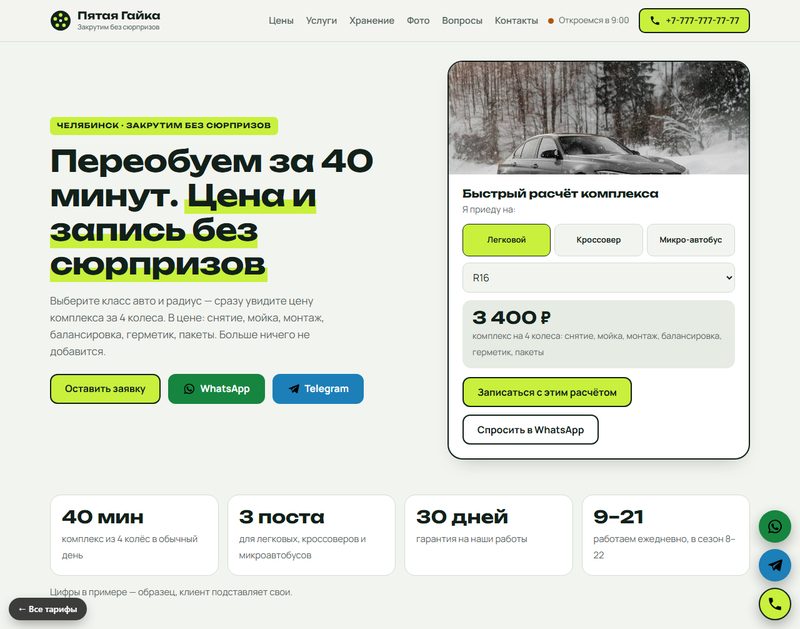 Пятая Гайка
Закрутим без сюрпризов
Цены Услуги Хранение Фото Вопросы Контакты Откроемся в 9:00 +7-777-777-77-77
ЧЕЛЯБИНСК · ЗАКРУТИМ БЕЗ СЮРПРИЗОВ
Переобуем за 40
минут. Цена и
запись без
сюрпризов
Выберите класс авто и радиус — сразу увидите цену
комплекса за 4 колеса. В цене: снятие, мойка, монтаж,
балансировка, герметик, пакеты. Больше ничего не
добавится.
Оставить заявку WhatsApp Telegram
Быстрый расчёт комплекса
Я приеду на:
Легковой Кроссовер Микро-автобус
R16
3 400 ₽
комплекс на 4 колеса: снятие, мойка, монтаж, балансировка,
герметик, пакеты
Записаться с этим расчётом
Спросить в WhatsApp
40 мин
комплекс из 4 колёс в обычный
день
3 поста
для легковых, кроссоверов и
микроавтобусов
30 дней
гарантия на наши работы
9–21
работаем ежедневно, в сезон 8–
22
Цифры в примере — образец, клиент подставляет свои.
← Все тарифы